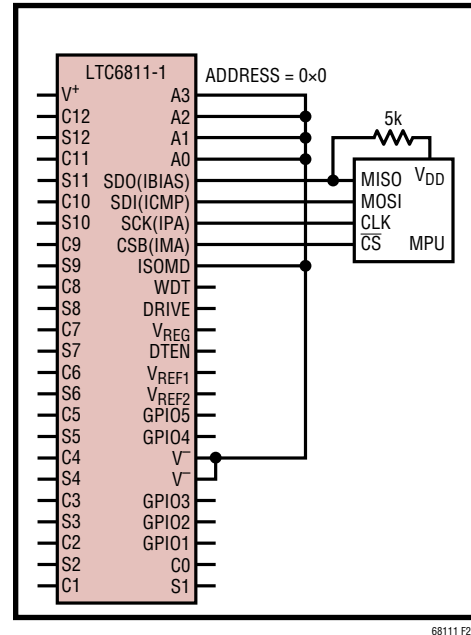 LTC6811-1
ADDRESS = 0×0
V+
C12
S12
C11
S11
C10
S10
C9
S9
C8
S8
C7
S7
C6
S6
C5
S5
C4
S4
C3
S3
C2
S2
C1
A3
A2
A1
A0
SDO(IBIAS)
SDI(ICMP)
SCK(IPA)
CSB(IMA)
ISOMD
WDT
DRIVE
VREG
DTEN
VREF1
VREF2
GPIO5
GPIO4
V–
V–
GPIO3
GPIO2
GPIO1
C0
S1
5k
MISO VDD
MOSI
CLK
C̅S̅ MPU
68111 F2